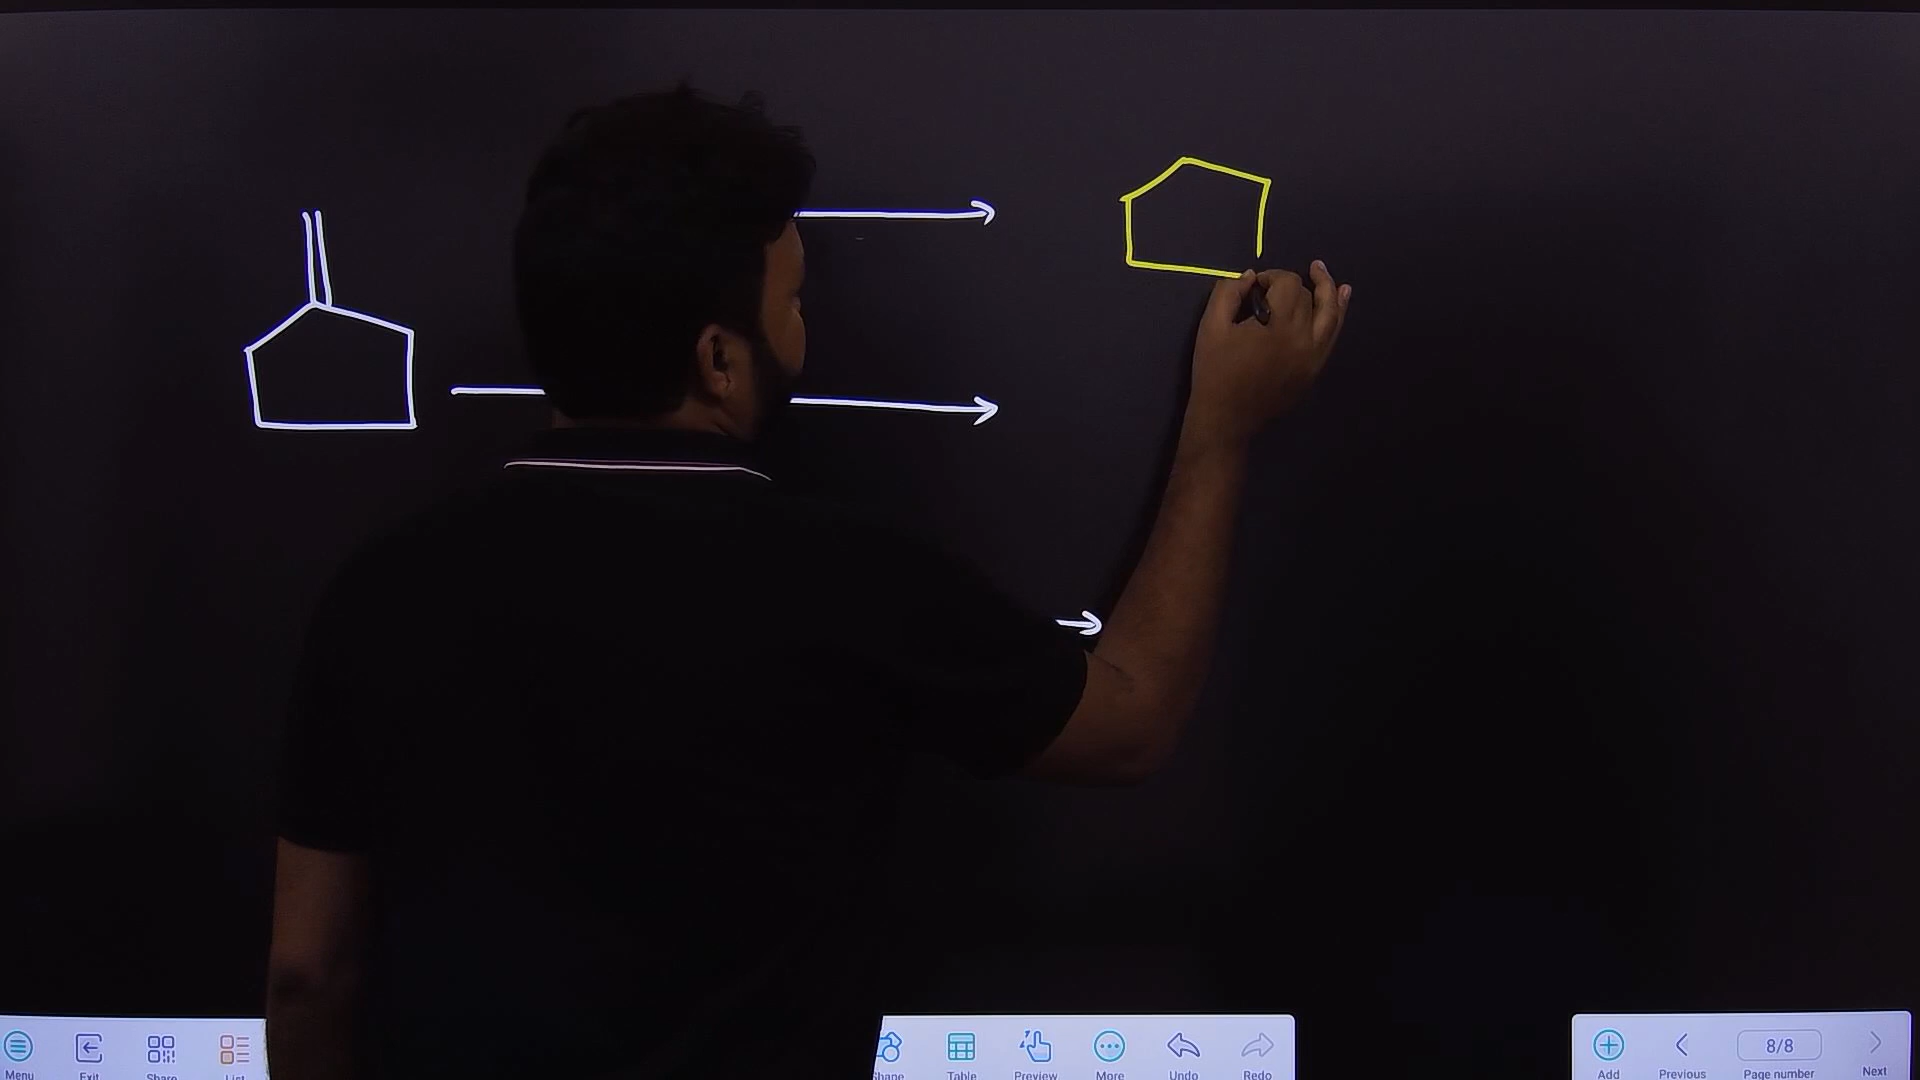 Menu Exit Share List Shape Table Preview More Undo Redo
8/8
Add Previous Page number Next